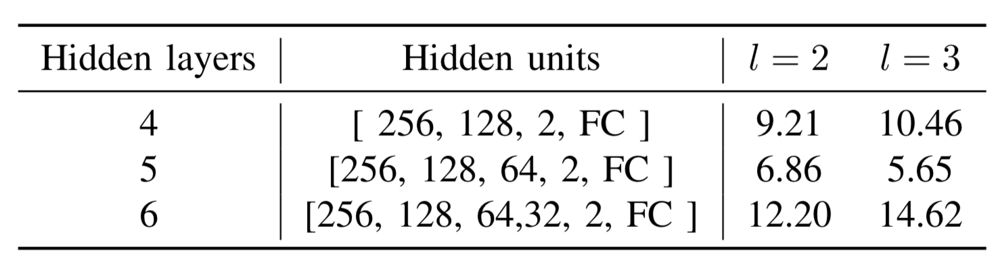 Hidden layers Hidden units l = 2 l = 3
4 [ 256, 128, 2, FC ] 9.21 10.46
5 [256, 128, 64, 2, FC ] 6.86 5.65
6 [256, 128, 64,32, 2, FC ] 12.20 14.62